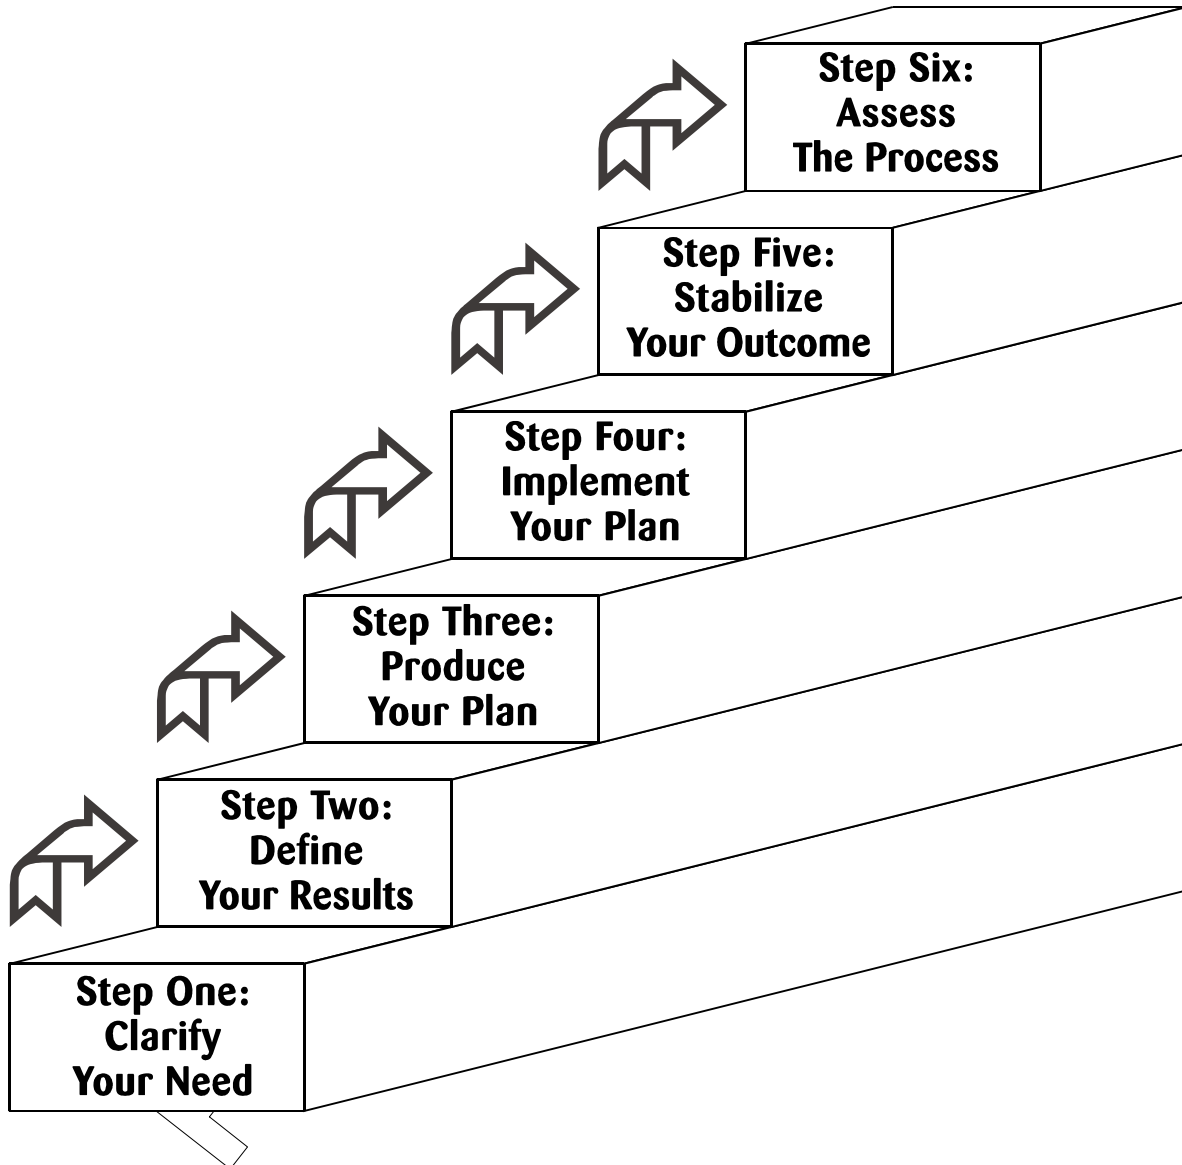 Step Six:
Assess
The Process
Step Five:
Stabilize
Your Outcome
Step Four:
Implement
Your Plan
Step Three:
Produce
Your Plan
Step Two:
Define
Your Results
Step One:
Clarify
Your Need